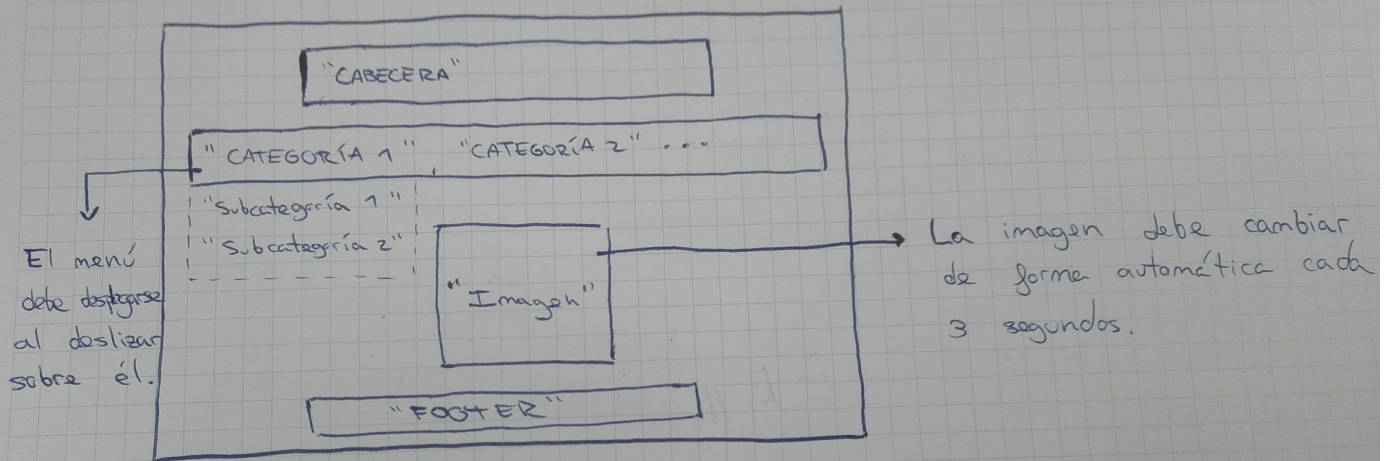 "CABECERA"
"CATEGORÍA 1" "CATEGORÍA 2" ...
"Subcategoría 1"
"Subcategoría 2"
El menú
debe desplegarse
al deslizar
sobre él.
"Imagen"
La imagen debe cambiar
de forma automática cada
3 segundos.
"FOOTER"